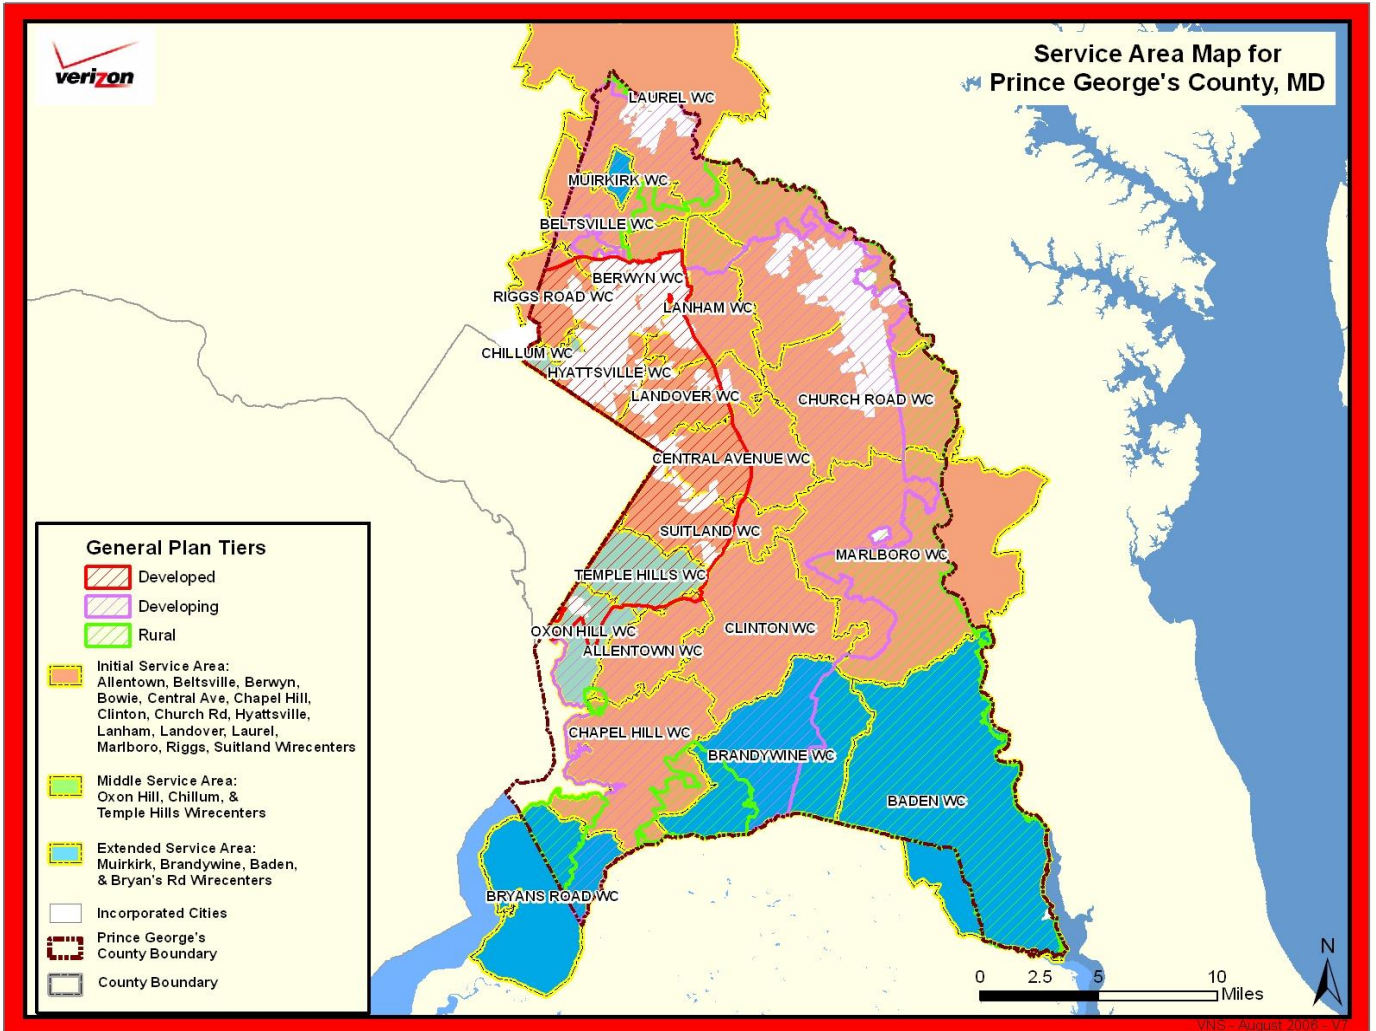 verizon
Service Area Map for
Prince George's County, MD
LAUREL WC
MUIRKIRK WC
BELTSVILLE WC
BERWYN WC
RIGGS ROAD WC
LANHAM WC
CHILLUM WC
HYATTSVILLE WC
LANDOVER WC
CHURCH ROAD WC
CENTRAL AVENUE WC
SUITLAND WC
MARLBORO WC
TEMPLE HILLS WC
OXON HILL WC
CLINTON WC
ALLENTOWN WC
CHAPEL HILL WC
BRANDYWINE WC
BADEN WC
BRYANS ROAD WC
General Plan Tiers
Developed
Developing
Rural
Initial Service Area:
Allentown, Beltsville, Berwyn,
Bowie, Central Ave, Chapel Hill,
Clinton, Church Rd, Hyattsville,
Lanham, Landover, Laurel,
Marlboro, Riggs, Suitland Wirecenters
Middle Service Area:
Oxon Hill, Chillum, &
Temple Hills Wirecenters
Extended Service Area:
Muirkirk, Brandywine, Baden,
& Bryan's Rd Wirecenters
Incorporated Cities
Prince George's
County Boundary
County Boundary
N
0 2.5 5 10
Miles
VNS - August 2006 - V7